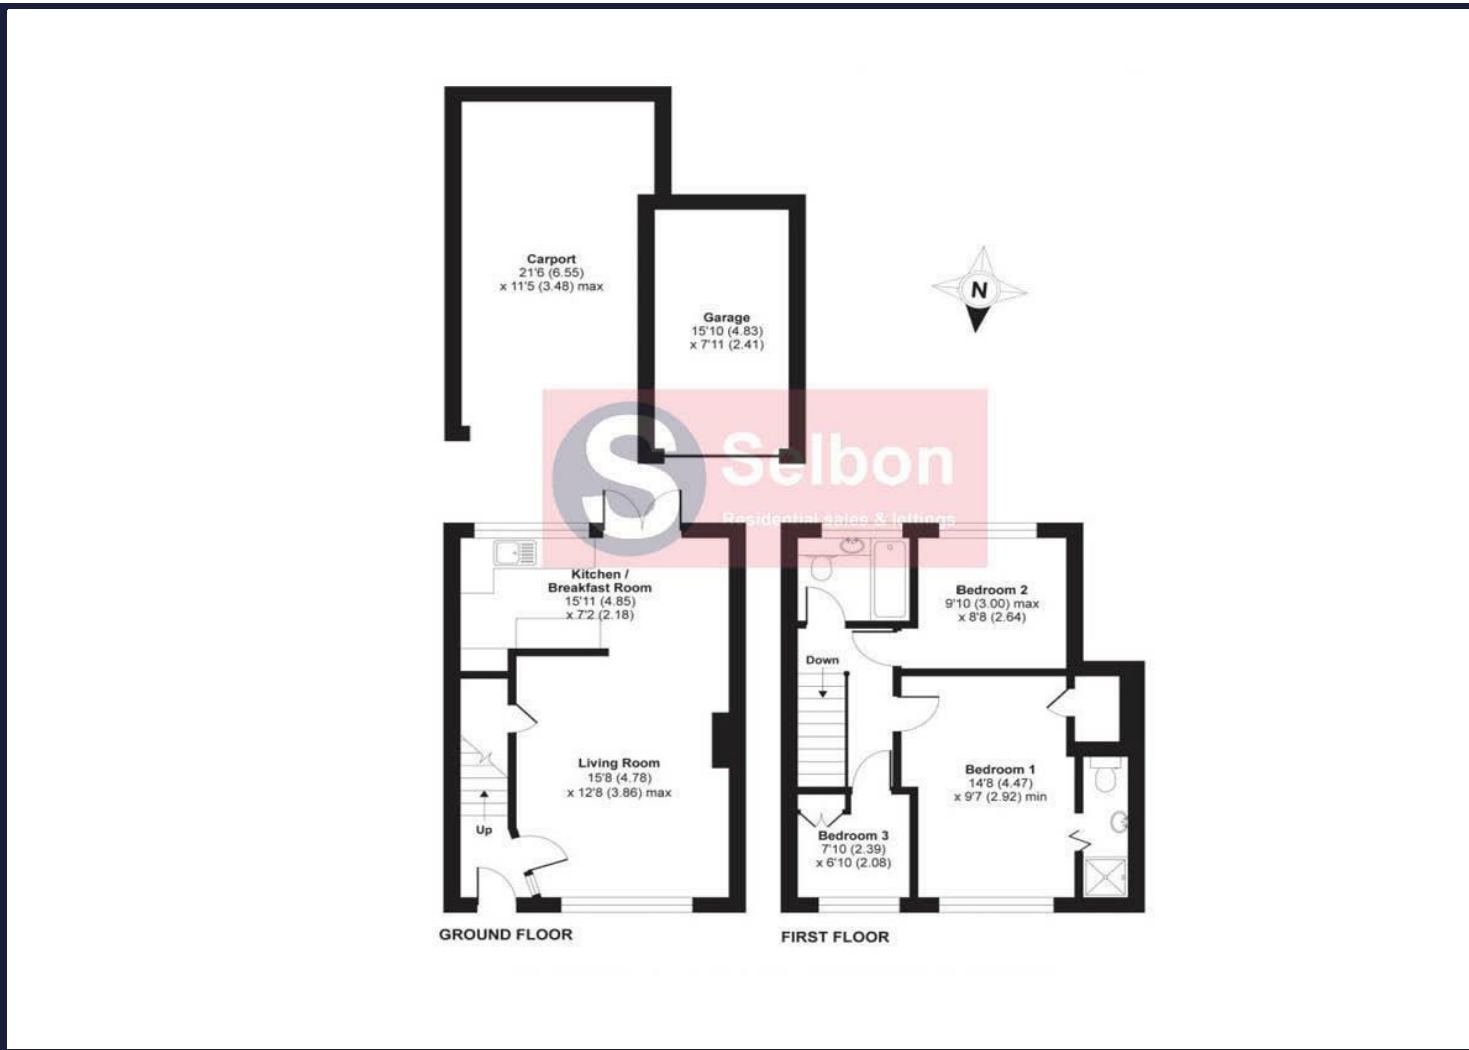 Carport
21'6 (6.55)
x 11'5 (3.48) max
Garage
15'10 (4.83)
x 7'11 (2.41)
N
S
Selbon
Residential sales & lettings
Kitchen /
Breakfast Room
15'11 (4.85)
x 7'2 (2.18)
Bedroom 2
9'10 (3.00) max
x 8'8 (2.64)
Down
Living Room
15'8 (4.78)
x 12'8 (3.86) max
Bedroom 1
14'8 (4.47)
x 9'7 (2.92) min
Up
Bedroom 3
7'10 (2.39)
x 6'10 (2.08)
GROUND FLOOR
FIRST FLOOR